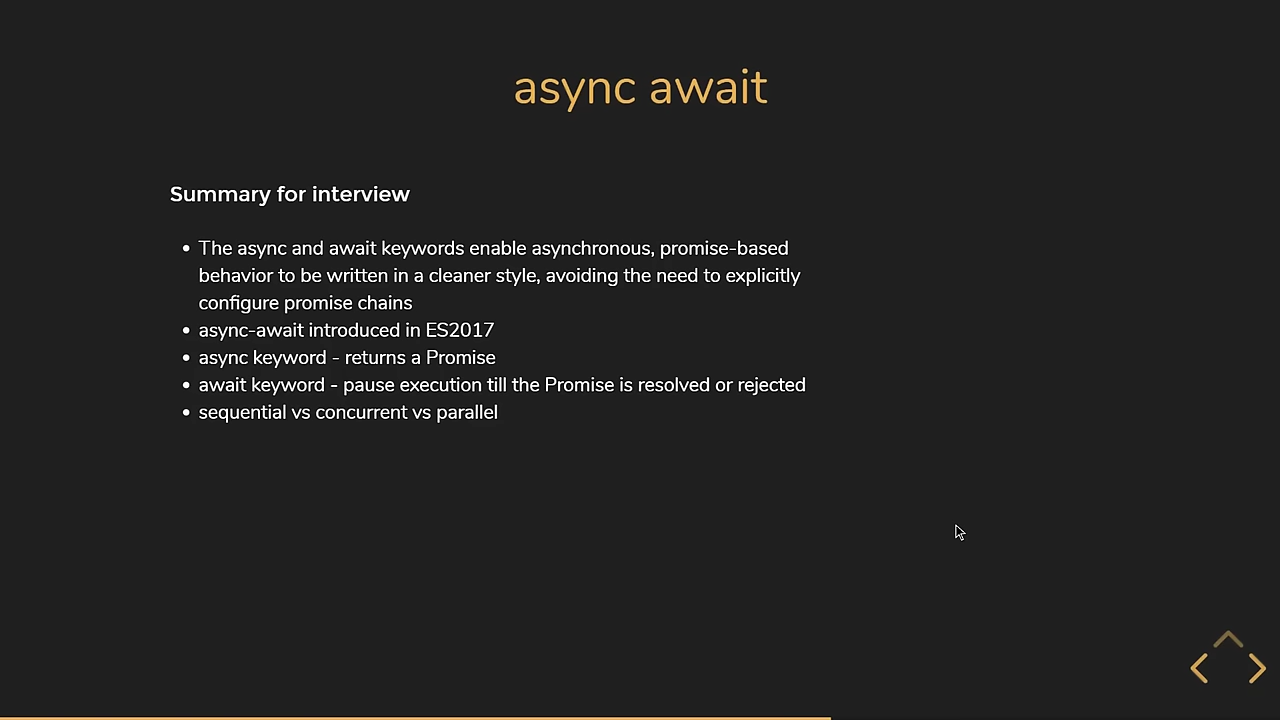 async await
Summary for interview
• The async and await keywords enable asynchronous, promise-based
behavior to be written in a cleaner style, avoiding the need to explicitly
configure promise chains
• async-await introduced in ES2017
• async keyword - returns a Promise
• await keyword - pause execution till the Promise is resolved or rejected
• sequential vs concurrent vs parallel